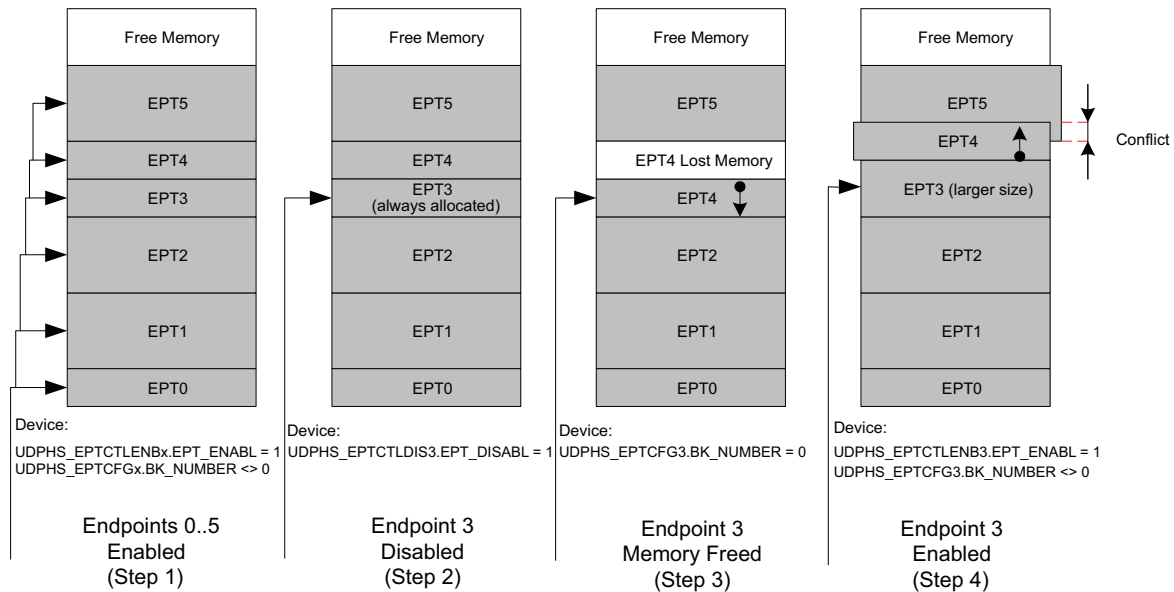 Free Memory
EPT5
EPT4
EPT3
EPT2
EPT1
EPT0
Device:
UDPHS_EPTCTLENBx.EPT_ENABL = 1
UDPHS_EPTCFGx.BK_NUMBER <> 0
Endpoints 0..5
Enabled
(Step 1)
Free Memory
EPT5
EPT4
EPT3
(always allocated)
EPT2
EPT1
EPT0
Device:
UDPHS_EPTCTLDIS3.EPT_DISABL = 1
Endpoint 3
Disabled
(Step 2)
Free Memory
EPT5
EPT4 Lost Memory
EPT4
EPT2
EPT1
EPT0
Device:
UDPHS_EPTCFG3.BK_NUMBER = 0
Endpoint 3
Memory Freed
(Step 3)
Free Memory
EPT5
EPT4
Conflict
EPT3 (larger size)
EPT2
EPT1
EPT0
Device:
UDPHS_EPTCTLENB3.EPT_ENABL = 1
UDPHS_EPTCFG3.BK_NUMBER <> 0
Endpoint 3
Enabled
(Step 4)